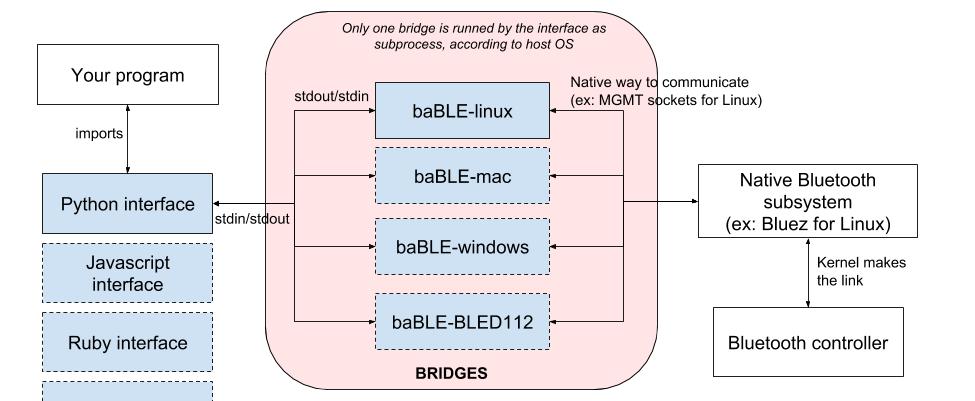 Only one bridge is runned by the interface as
subprocess, according to host OS
Your program
imports
Python interface
stdin/stdout
Javascript
interface
Ruby interface
stdout/stdin
baBLE-linux
baBLE-mac
baBLE-windows
baBLE-BLED112
BRIDGES
Native way to communicate
(ex: MGMT sockets for Linux)
Native Bluetooth
subsystem
(ex: Bluez for Linux)
Kernel makes
the link
Bluetooth controller